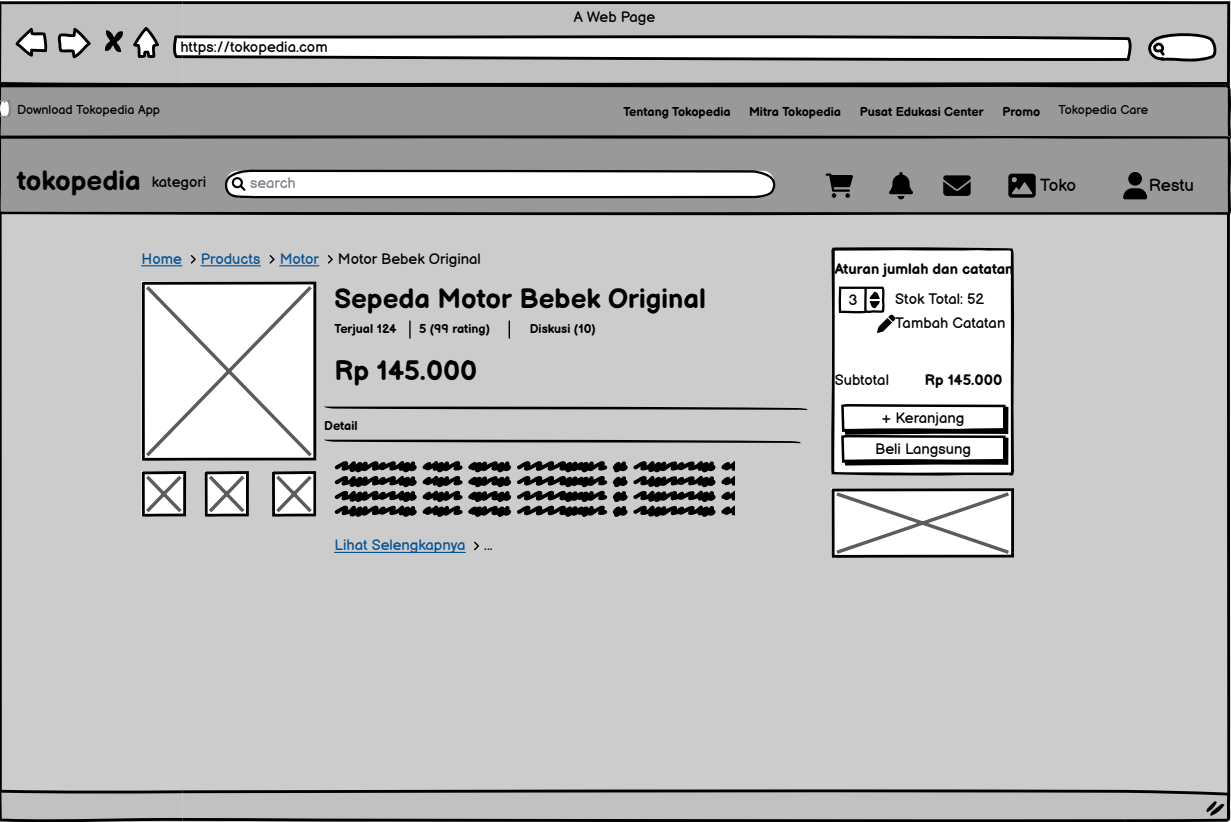 A Web Page
https://tokopedia.com
Download Tokopedia App
Tentang Tokopedia Mitra Tokopedia Pusat Edukasi Center Promo Tokopedia Care
tokopedia kategori search Toko Restu
Home > Products > Motor > Motor Bebek Original
Sepeda Motor Bebek Original
Terjual 124 | 5 (99 rating) | Diskusi (10)
Rp 145.000
Detail
Lihat Selengkapnya > ...
Aturan jumlah dan catatan
3 Stok Total: 52
Tambah Catatan
Subtotal Rp 145.000
+ Keranjang
Beli Langsung